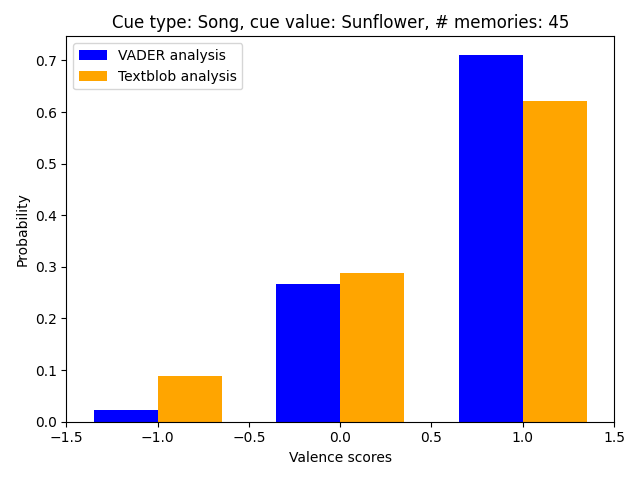 Cue type: Song, cue value: Sunflower, # memories: 45
VADER analysis
Textblob analysis
Probability
0.7
0.6
0.5
0.4
0.3
0.2
0.1
0.0
−1.5 −1.0 −0.5 0.0 0.5 1.0 1.5
Valence scores